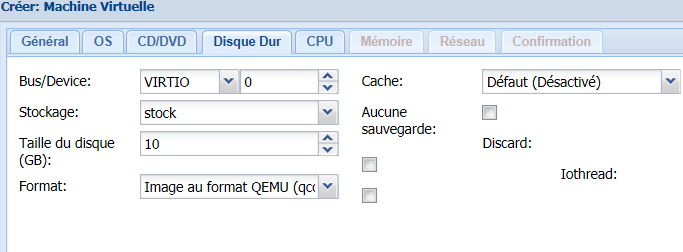 Créer: Machine Virtuelle
Général OS CD/DVD Disque Dur CPU Mémoire Réseau Confirmation
Bus/Device: VIRTIO 0 Cache: Défaut (Désactivé)
Stockage: stock Aucune
sauvegarde:
Taille du disque 10 Discard:
(GB):
Iothread:
Format: Image au format QEMU (qco